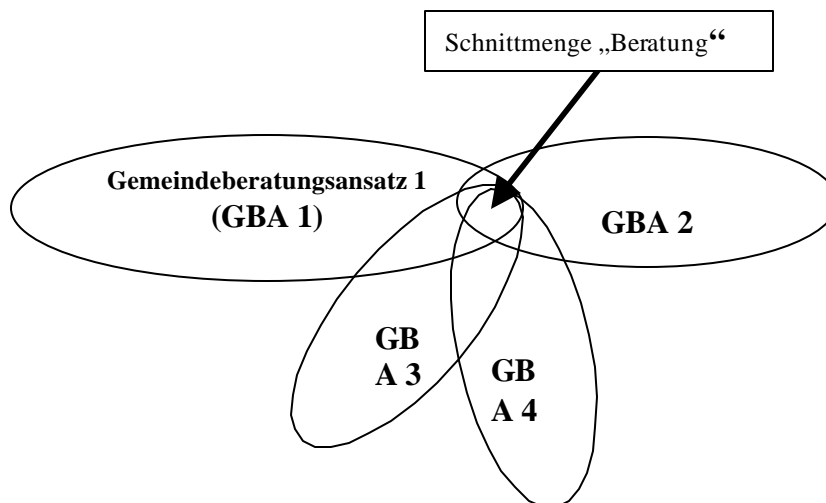 Schnittmenge „Beratung“
Gemeindeberatungsansatz 1
(GBA 1)
GBA 2
GB
A 3
GB
A 4